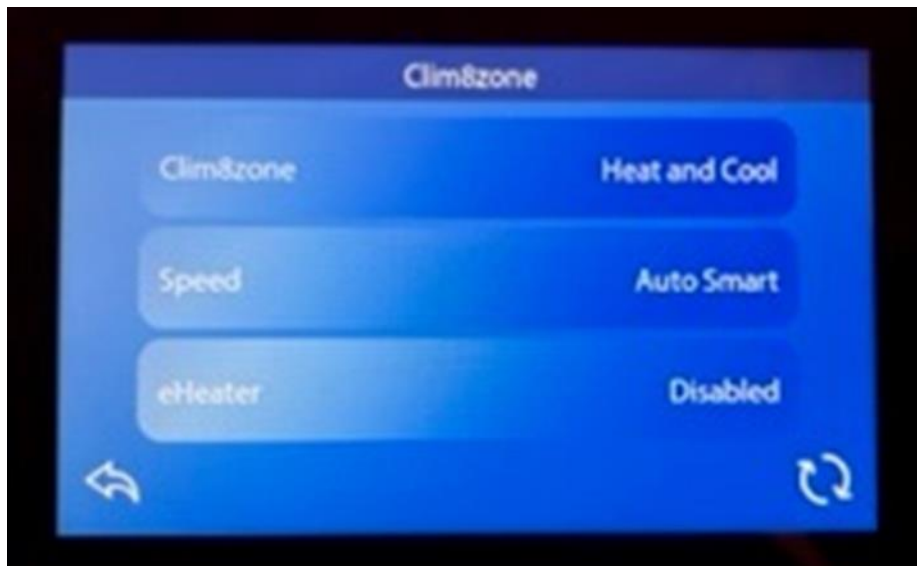 Clim8zone
Clim8zone Heat and Cool
Speed Auto Smart
eHeater Disabled